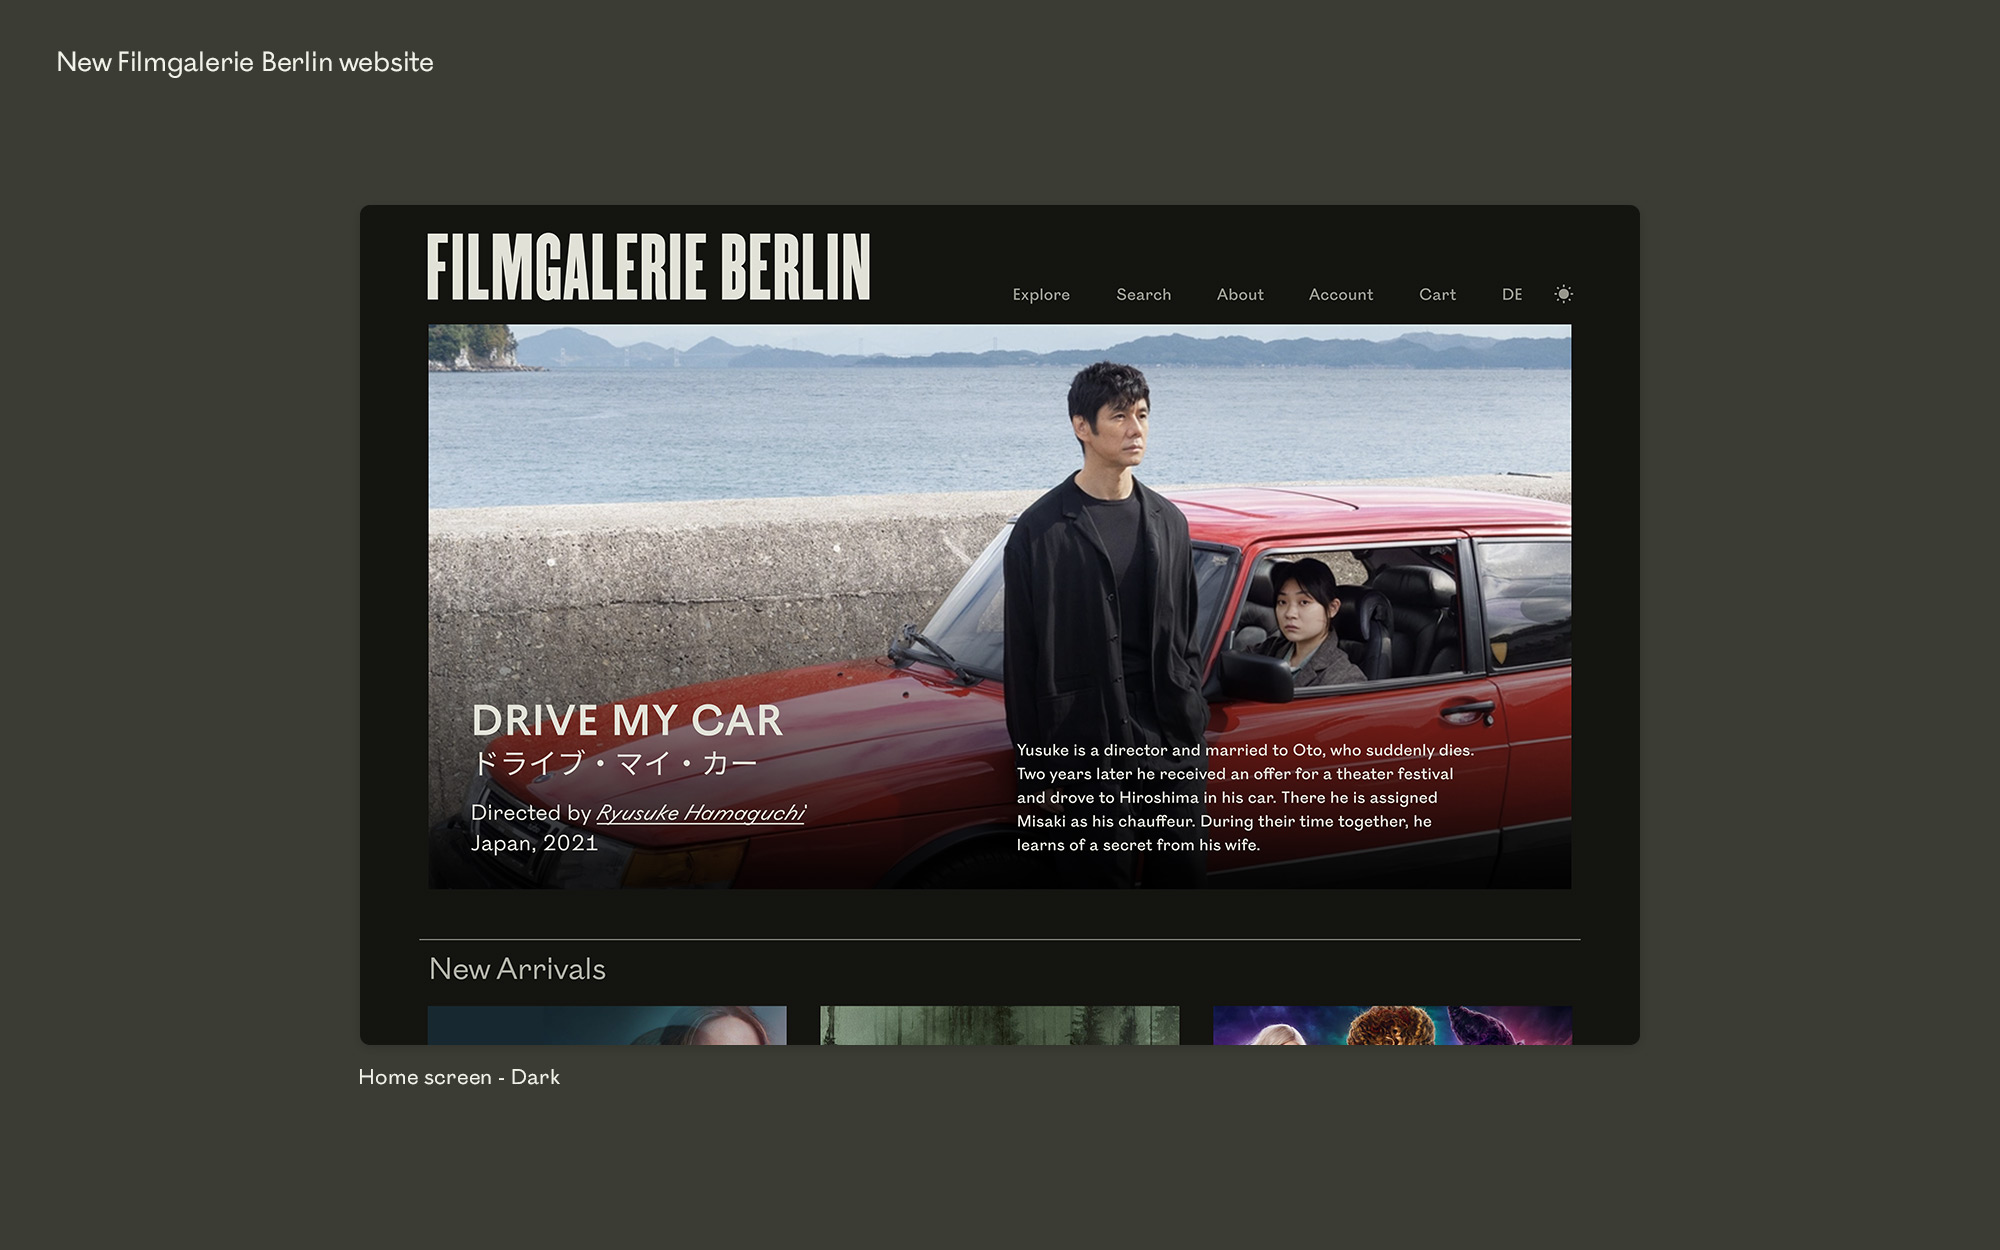 New Filmgalerie Berlin website
FILMGALERIE BERLIN
Explore Search About Account Cart DE
DRIVE MY CAR
ドライブ・マイ・カー
Directed by Ryusuke Hamaguchi'
Japan, 2021
Yusuke is a director and married to Oto, who suddenly dies.
Two years later he received an offer for a theater festival
and drove to Hiroshima in his car. There he is assigned
Misaki as his chauffeur. During their time together, he
learns of a secret from his wife.
New Arrivals
Home screen - Dark